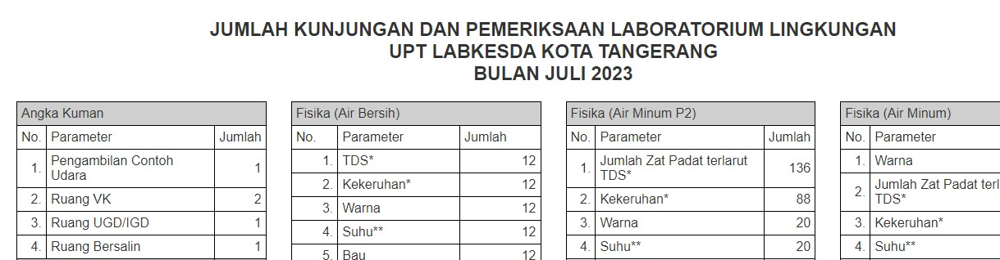 JUMLAH KUNJUNGAN DAN PEMERIKSAAN LABORATORIUM LINGKUNGAN
UPT LABKESDA KOTA TANGERANG
BULAN JULI 2023
Angka Kuman
No. Parameter Jumlah
1. Pengambilan Contoh Udara 1
2. Ruang VK 2
3. Ruang UGD/IGD 1
4. Ruang Bersalin 1
Fisika (Air Bersih)
No. Parameter Jumlah
1. TDS* 12
2. Kekeruhan* 12
3. Warna 12
4. Suhu** 12
5. Bau 12
Fisika (Air Minum P2)
No. Parameter Jumlah
1. Jumlah Zat Padat terlarut TDS* 136
2. Kekeruhan* 88
3. Warna 20
4. Suhu** 20
Fisika (Air Minum)
No. Parameter
1. Warna
2. Jumlah Zat Padat terl
TDS*
3. Kekeruhan*
4. Suhu**